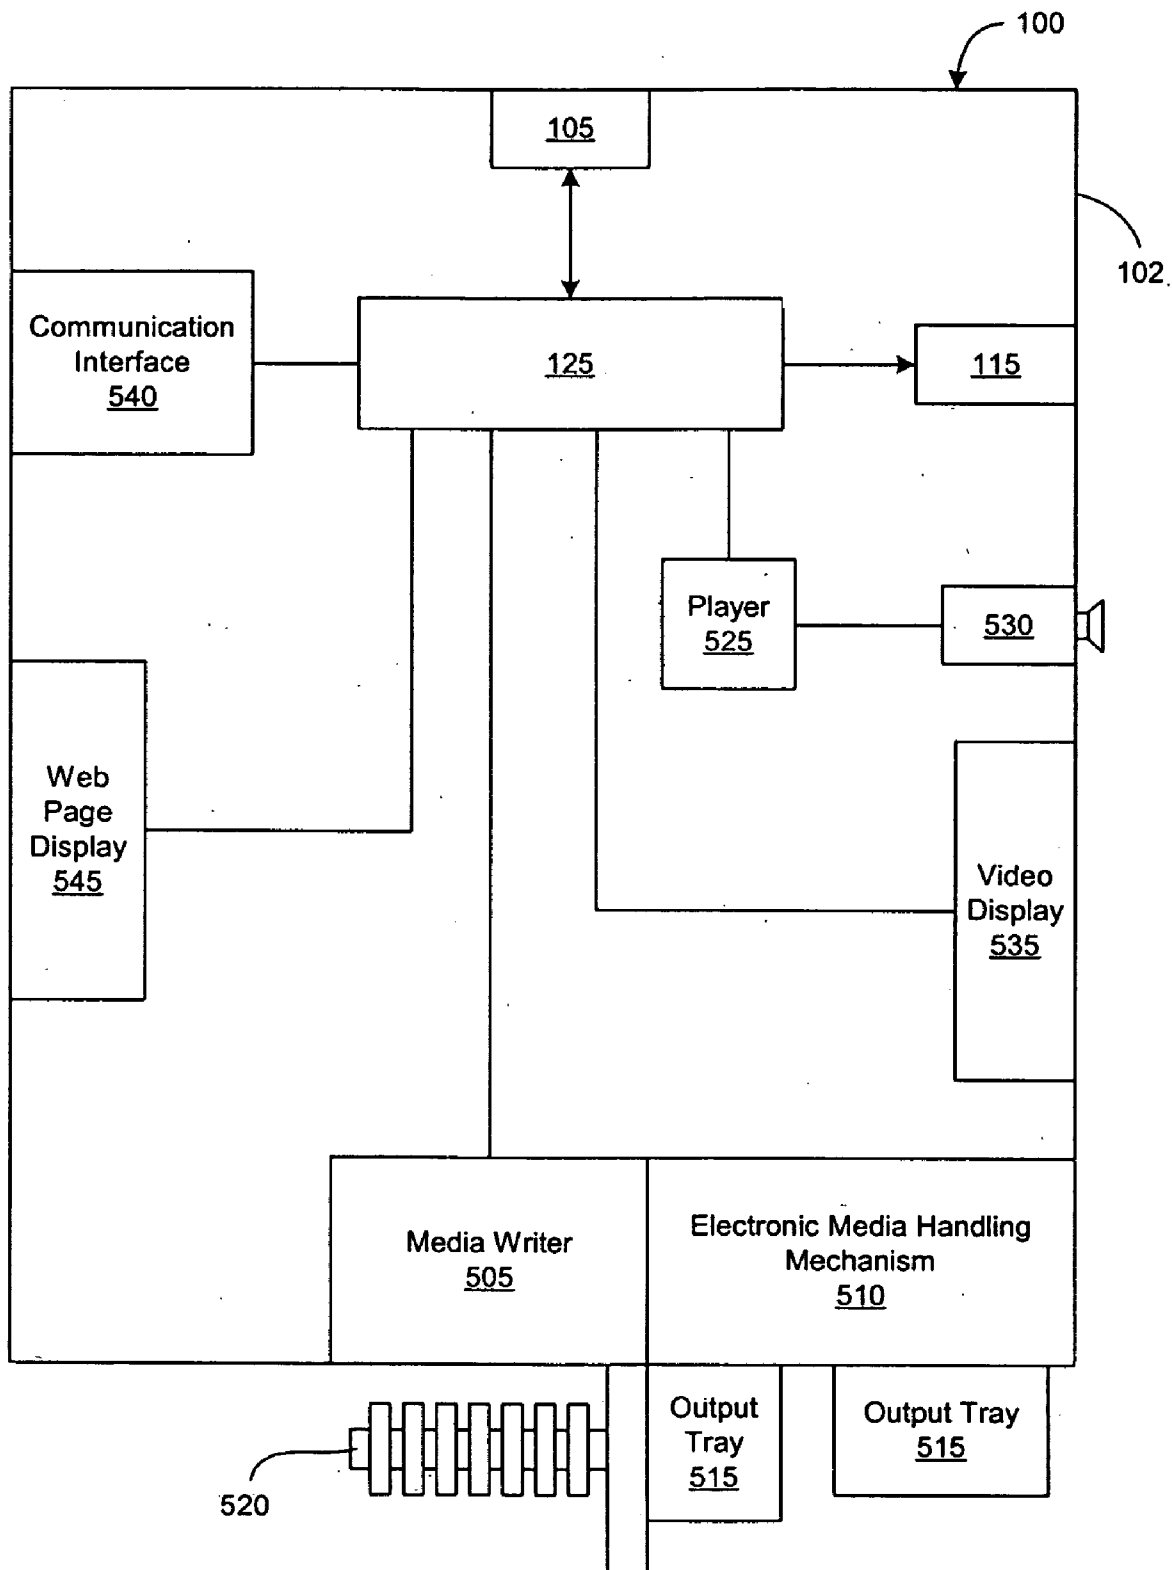 100
105
102
Communication
Interface
540
125
115
Player
525
530
Web
Page
Display
545
Video
Display
535
Media Writer
505
Electronic Media Handling
Mechanism
510
Output
Tray
515
Output Tray
515
520